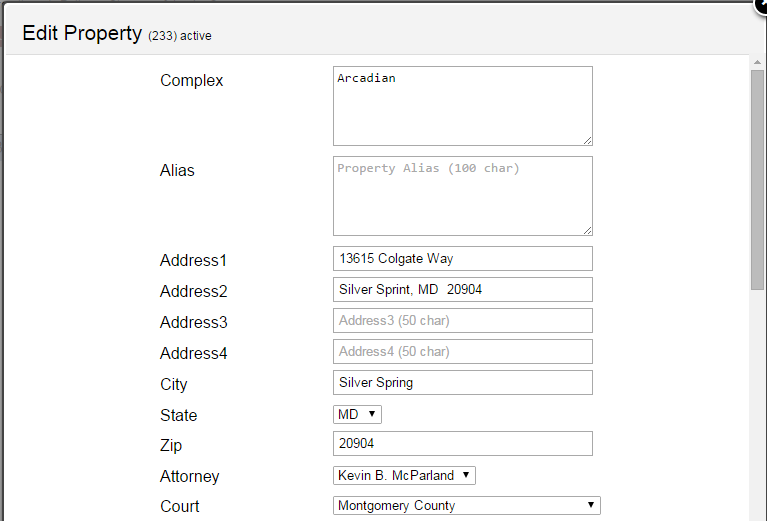 Edit Property (233) active
Complex
Arcadian
Alias
Property Alias (100 char)
Address1
13615 Colgate Way
Address2
Silver Sprint, MD  20904
Address3
Address3 (50 char)
Address4
Address4 (50 char)
City
Silver Spring
State
MD
Zip
20904
Attorney
Kevin B. McParland
Court
Montgomery County